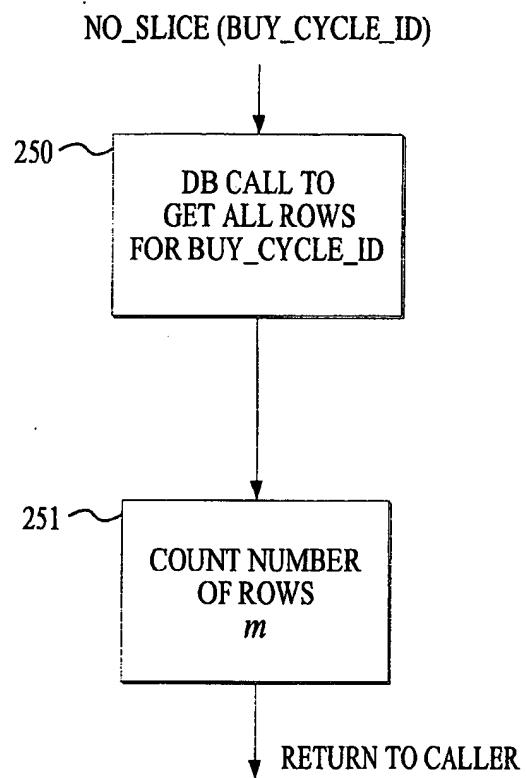 NO_SLICE (BUY_CYCLE_ID)
250
DB CALL TO
GET ALL ROWS
FOR BUY_CYCLE_ID
251
COUNT NUMBER
OF ROWS
m
RETURN TO CALLER